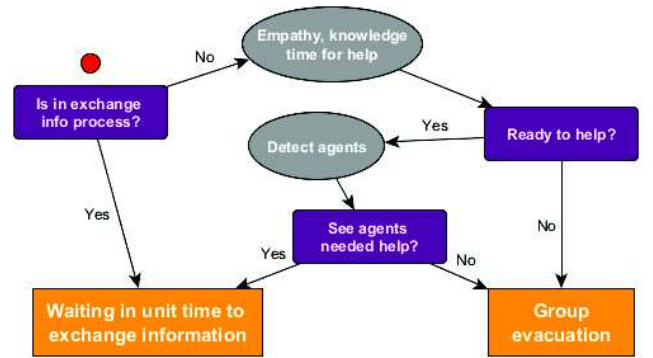 Empathy, knowledge
time for help
No
Is in exchange
info process?
Yes
Ready to help?
Detect agents
Yes
See agents
needed help?
No
Yes
No
Waiting in unit time to
exchange information
Group
evacuation